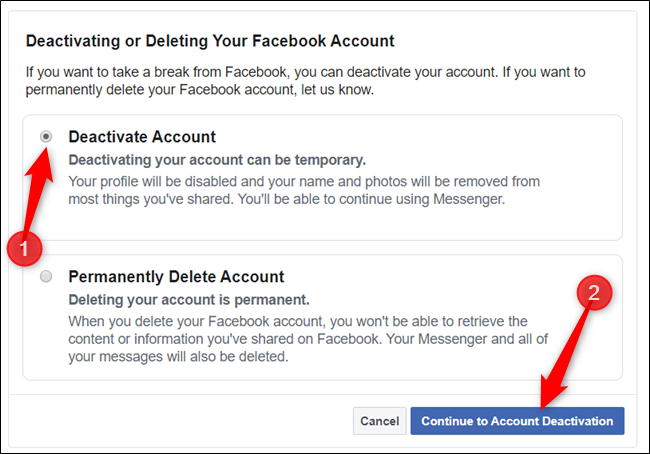 Deactivating or Deleting Your Facebook Account
If you want to take a break from Facebook, you can deactivate your account. If you want to
permanently delete your Facebook account, let us know.
Deactivate Account
Deactivating your account can be temporary.
Your profile will be disabled and your name and photos will be removed from
most things you've shared. You'll be able to continue using Messenger.
1
Permanently Delete Account
Deleting your account is permanent.
2
When you delete your Facebook account, you won't be able to retrieve the
content or information you've shared on Facebook. Your Messenger and all of
your messages will also be deleted.
Cancel
Continue to Account Deactivation